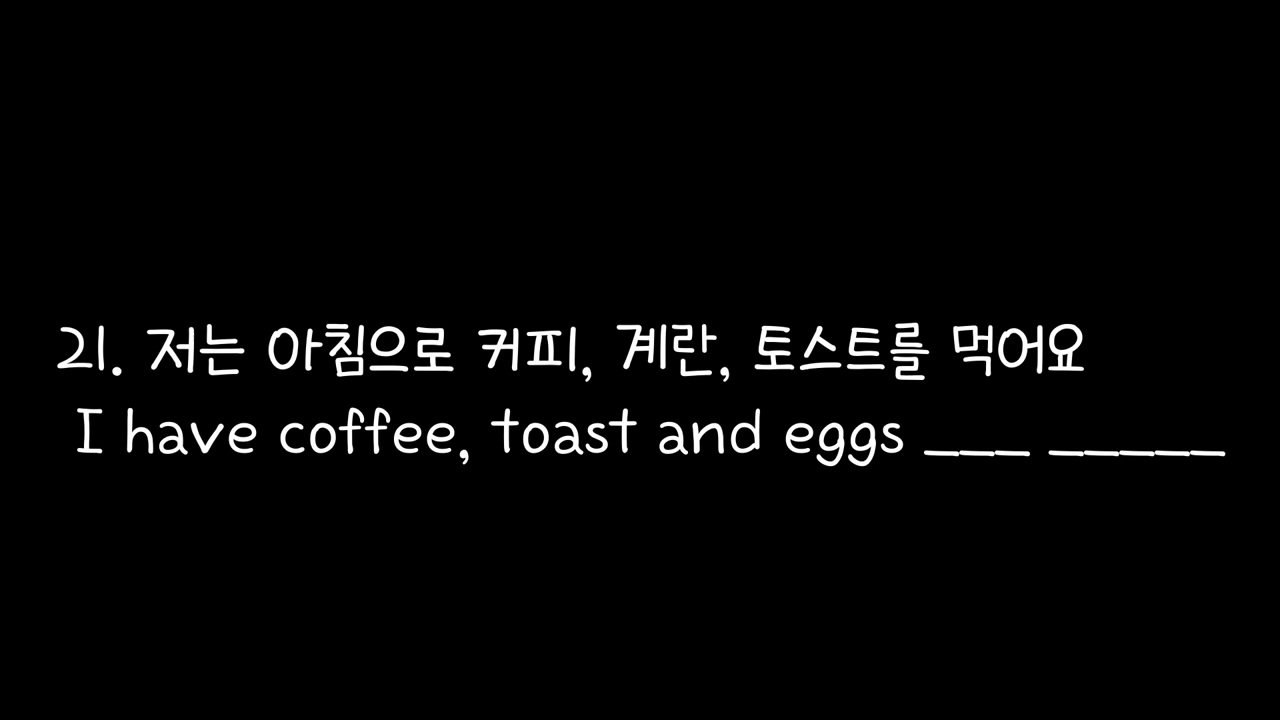 21. 저는 아침으로 커피, 계란, 토스트를 먹어요
I have coffee, toast and eggs ___ _____